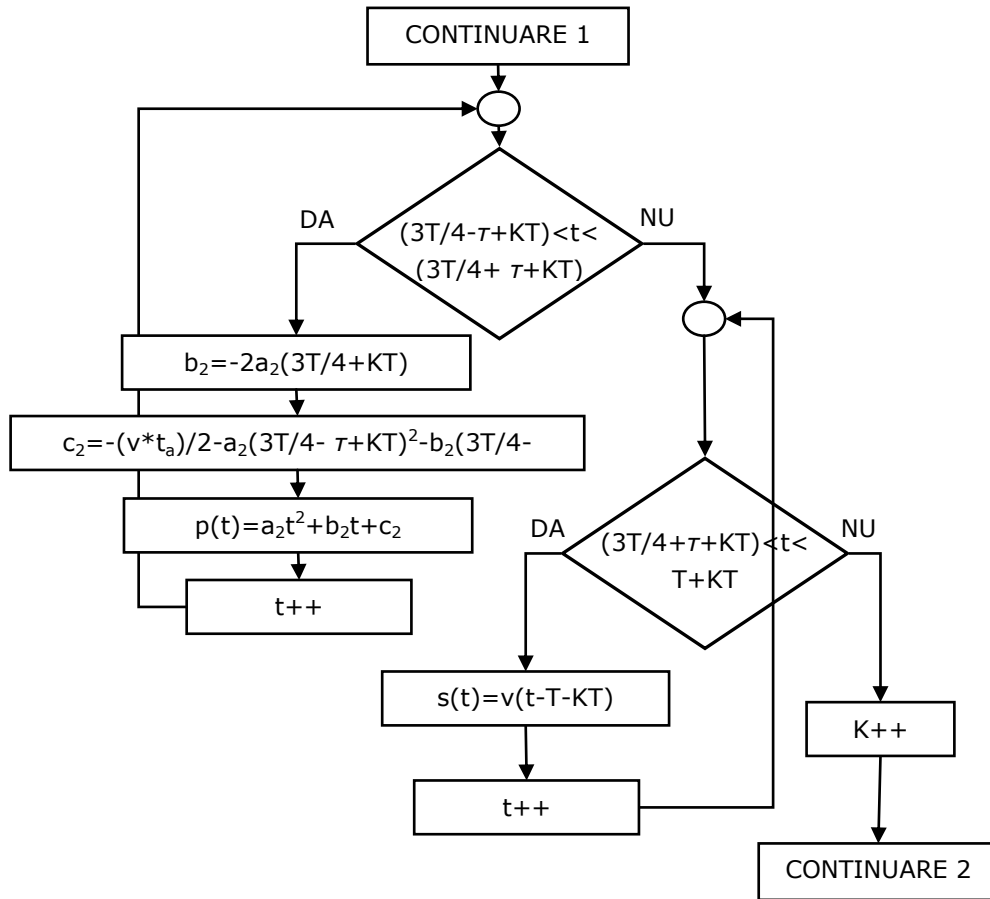 CONTINUARE 1
DA
NU
(3T/4-τ+KT)<t<
(3T/4+ τ+KT)
b₂=-2a₂(3T/4+KT)
c₂=-(v*tₐ)/2-a₂(3T/4- τ+KT)²-b₂(3T/4-
p(t)=a₂t²+b₂t+c₂
t++
DA
NU
(3T/4+τ+KT)<t<
T+KT
s(t)=v(t-T-KT)
t++
K++
CONTINUARE 2